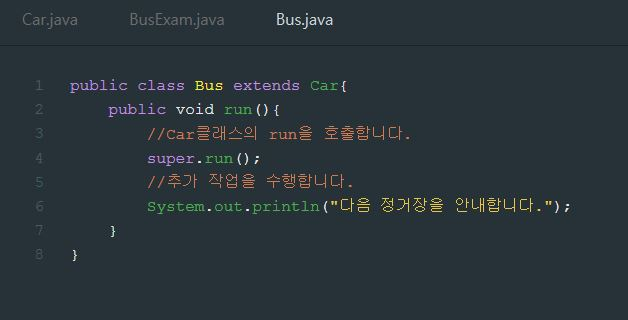 Car.java BusExam.java Bus.java
1 public class Bus extends Car{
2 public void run(){
3 //Car클래스의 run을 호출합니다.
4 super.run();
5 //추가 작업을 수행합니다.
6 System.out.println("다음 정거장을 안내합니다.");
7 }
8 }